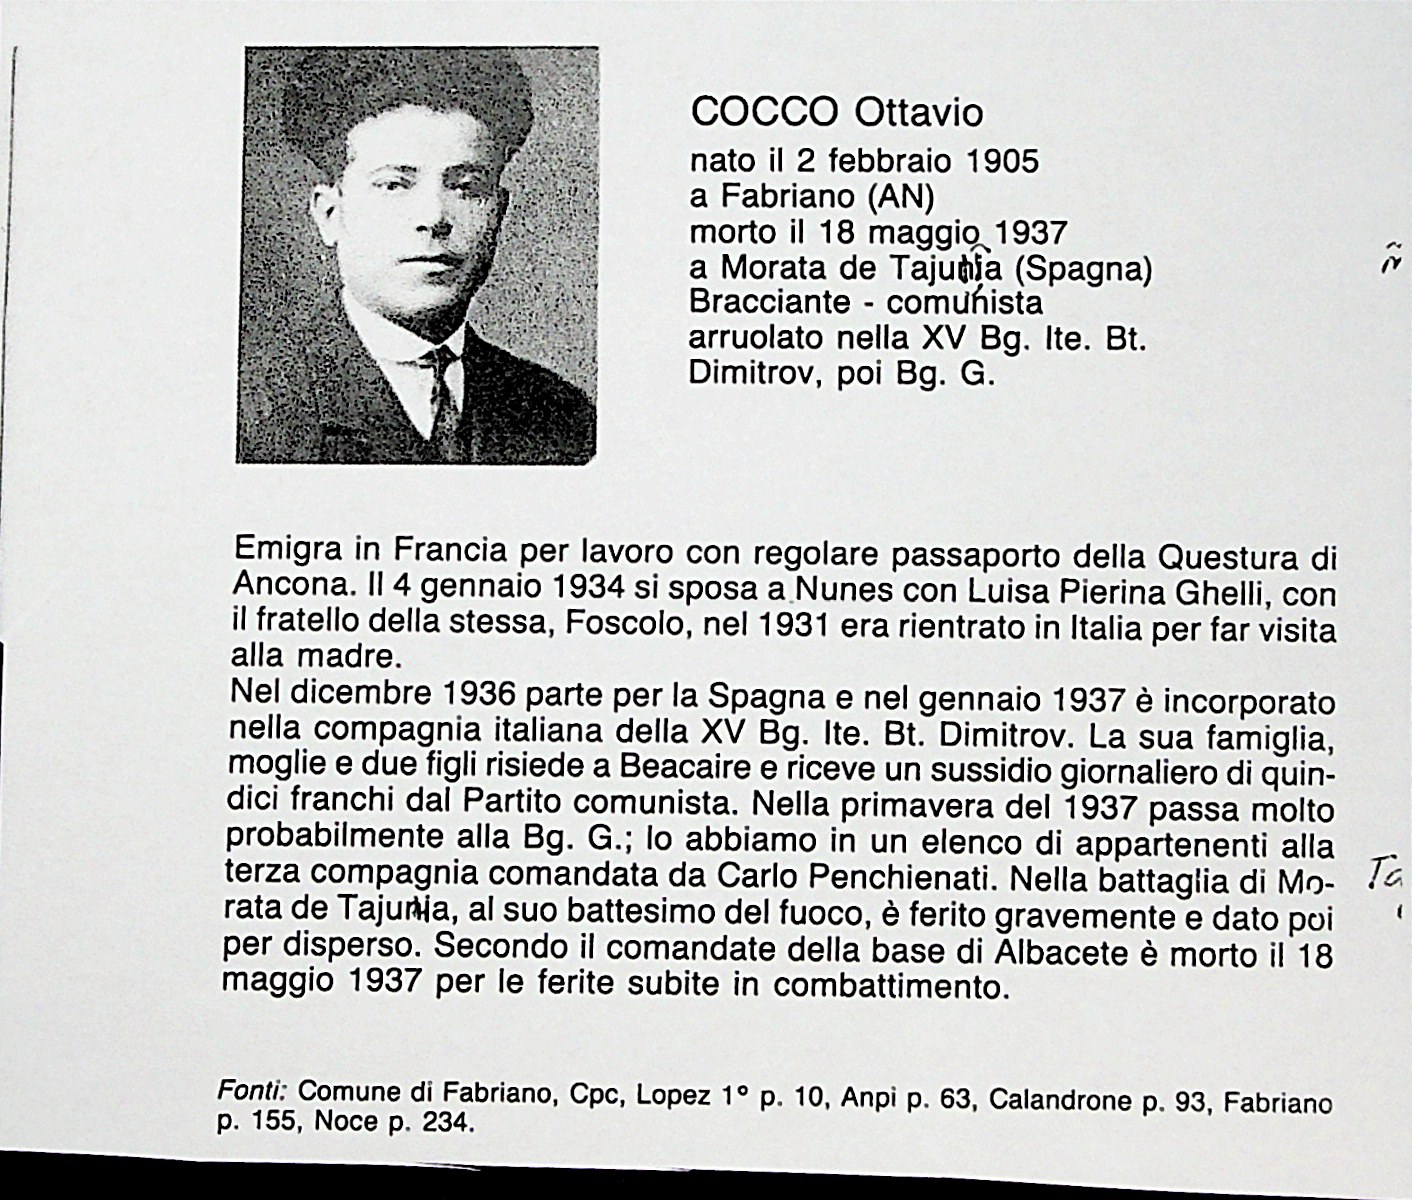 COCCO Ottavio
nato il 2 febbraio 1905
a Fabriano (AN)
morto il 18 maggio 1937
a Morata de Tajunia (Spagna)
ñ
Bracciante - comunista
arruolato nella XV Bg. Ite. Bt.
Dimitrov, poi Bg. G.
Emigra in Francia per lavoro con regolare passaporto della Questura di
Ancona. Il 4 gennaio 1934 si sposa a Nunes con Luisa Pierina Ghelli, con
il fratello della stessa, Foscolo, nel 1931 era rientrato in Italia per far visita
alla madre.
Nel dicembre 1936 parte per la Spagna e nel gennaio 1937 è incorporato
nella compagnia italiana della XV Bg. Ite. Bt. Dimitrov. La sua famiglia,
moglie e due figli risiede a Beacaire e riceve un sussidio giornaliero di quin-
dici franchi dal Partito comunista. Nella primavera del 1937 passa molto
probabilmente alla Bg. G.; lo abbiamo in un elenco di appartenenti alla
terza compagnia comandata da Carlo Penchienati. Nella battaglia di Mo-
Ta
rata de Tajunia, al suo battesimo del fuoco, è ferito gravemente e dato poi
per disperso. Secondo il comandate della base di Albacete è morto il 18
maggio 1937 per le ferite subite in combattimento.
Fonti: Comune di Fabriano, Cpc, Lopez 1° p. 10, Anpi p. 63, Calandrone p. 93, Fabriano
p. 155, Noce p. 234.